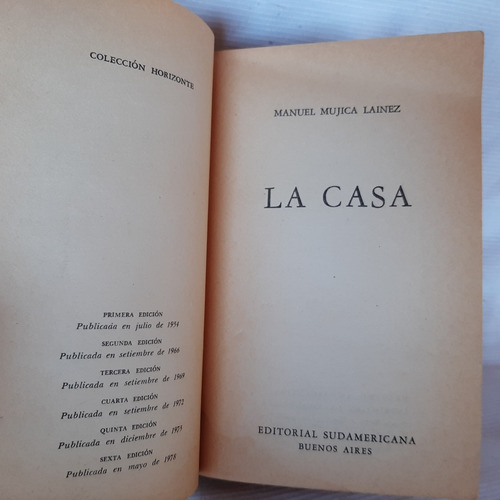 COLECCIÓN HORIZONTE
PRIMERA EDICIÓN
Publicada en julio de 1954
SEGUNDA EDICIÓN
Publicada en setiembre de 1966
TERCERA EDICIÓN
Publicada en setiembre de 1969
CUARTA EDICIÓN
Publicada en setiembre de 1972
QUINTA EDICIÓN
Publicada en diciembre de 1975
SEXTA EDICIÓN
Publicada en mayo de 1978
MANUEL MUJICA LAINEZ
LA CASA
EDITORIAL SUDAMERICANA
BUENOS AIRES